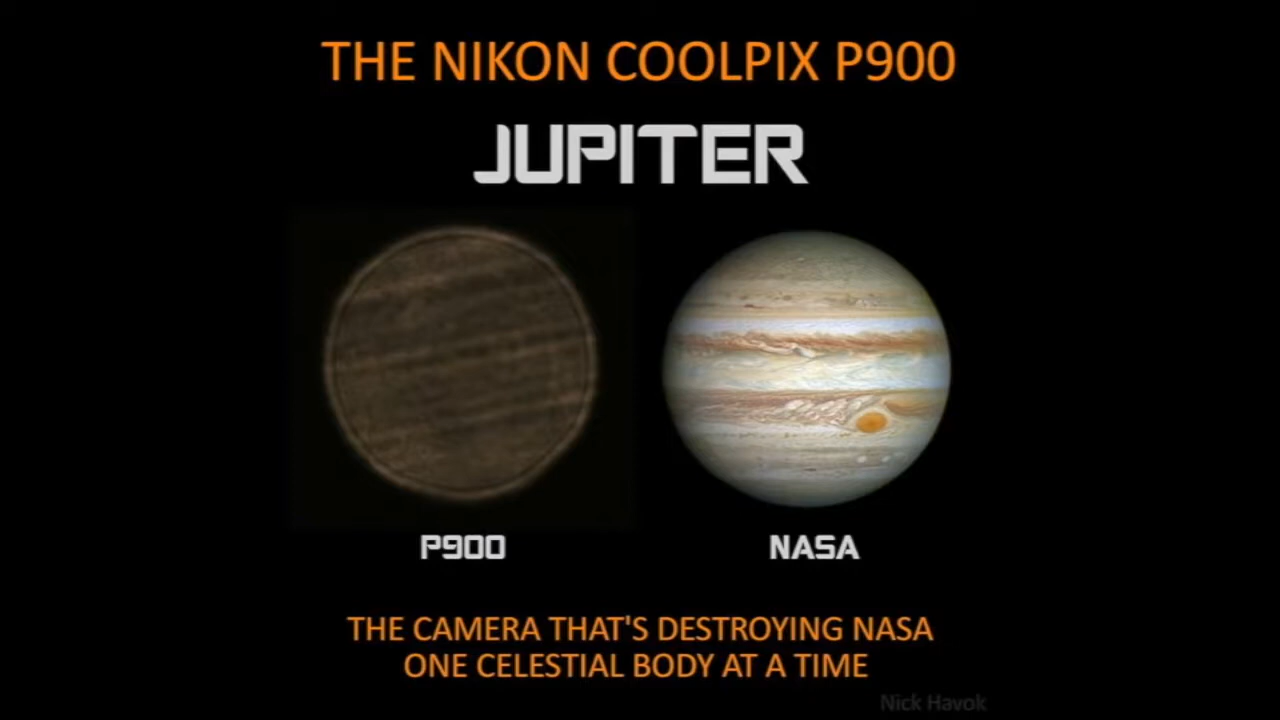 THE NIKON COOLPIX P900
JUPITER
P900
NASA
THE CAMERA THAT'S DESTROYING NASA
ONE CELESTIAL BODY AT A TIME
Nick Havok